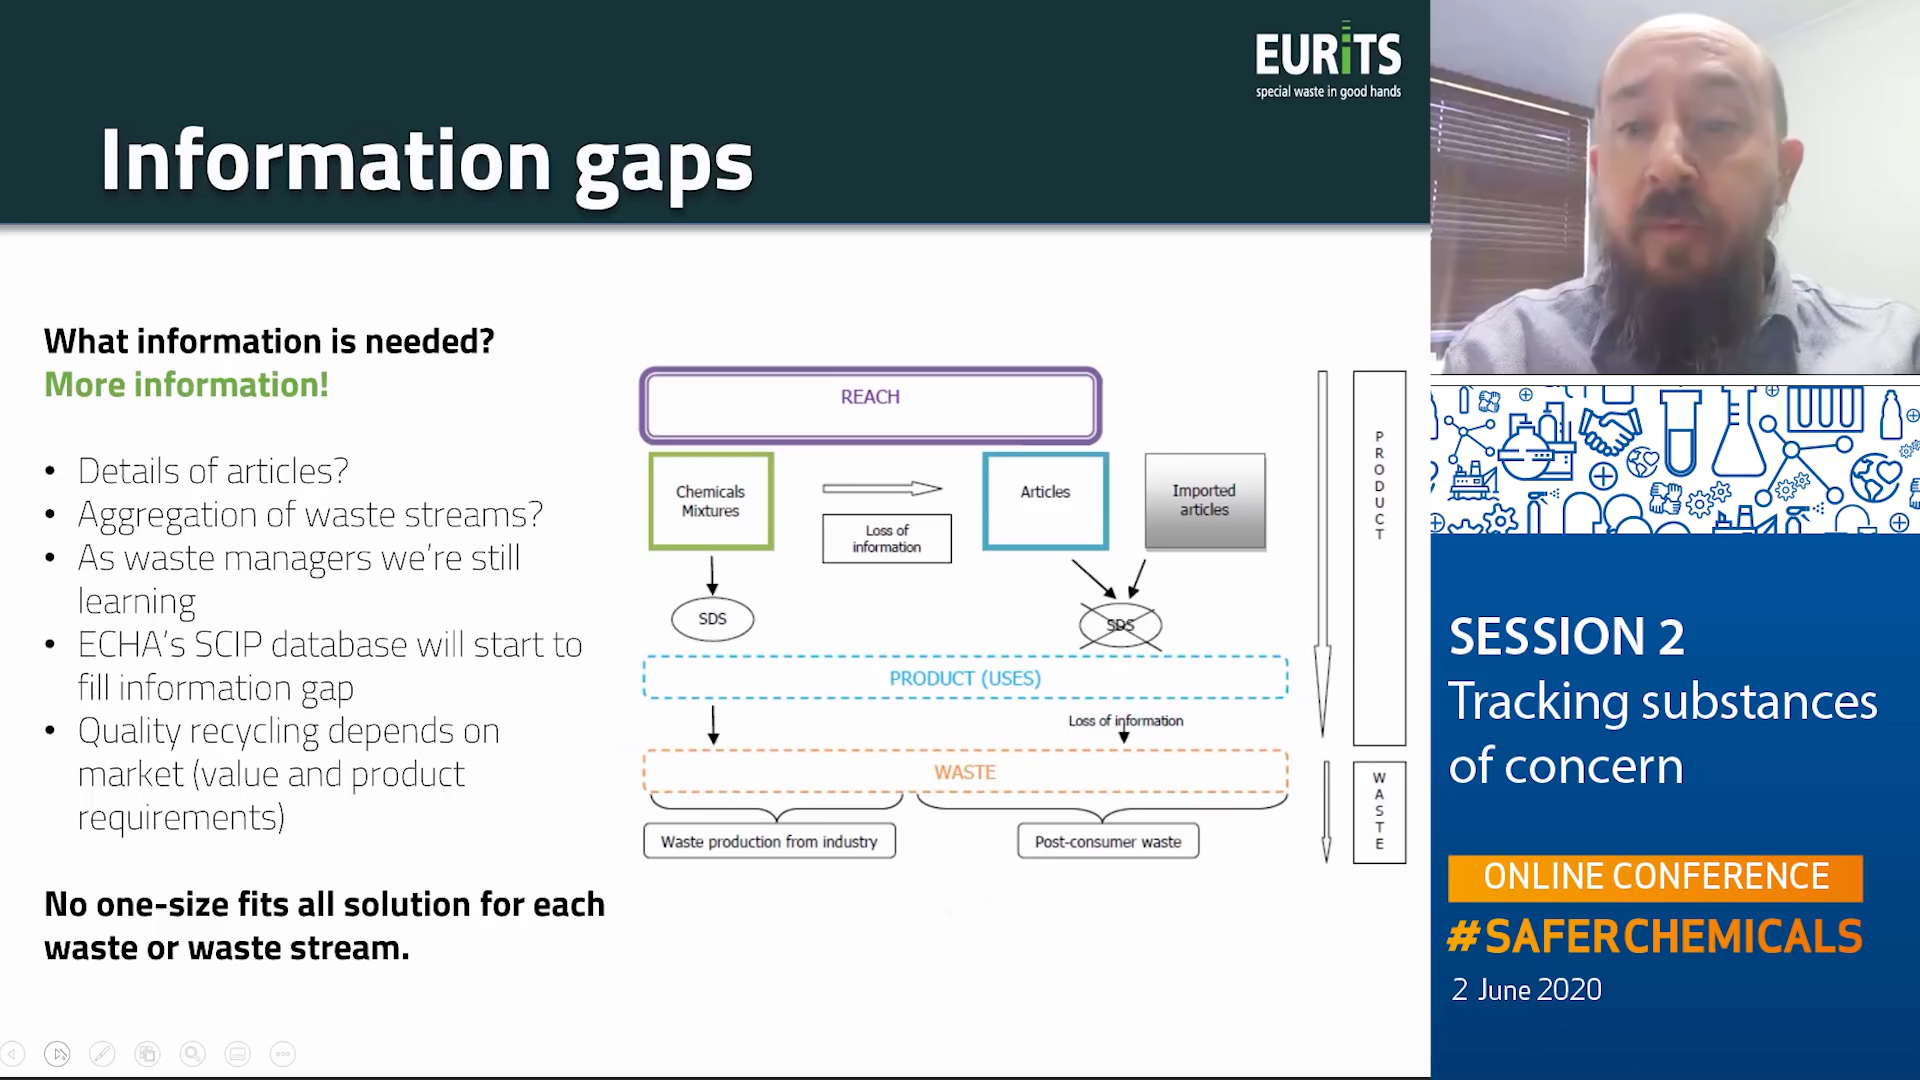 EURiTS
special waste in good hands
Information gaps
What information is needed?
More information!
• Details of articles?
• Aggregation of waste streams?
• As waste managers we're still
learning
• ECHA's SCIP database will start to
fill information gap
• Quality recycling depends on
market (value and product
requirements)
No one-size fits all solution for each
waste or waste stream.
REACH
Chemicals
Mixtures
Loss of
information
Articles
Imported
articles
SDS
SDS
PRODUCT (USES)
Loss of information
WASTE
Waste production from industry
Post-consumer waste
PRODUCT
WASTE
SESSION 2
Tracking substances
of concern
ONLINE CONFERENCE
#SAFERCHEMICALS
2 June 2020